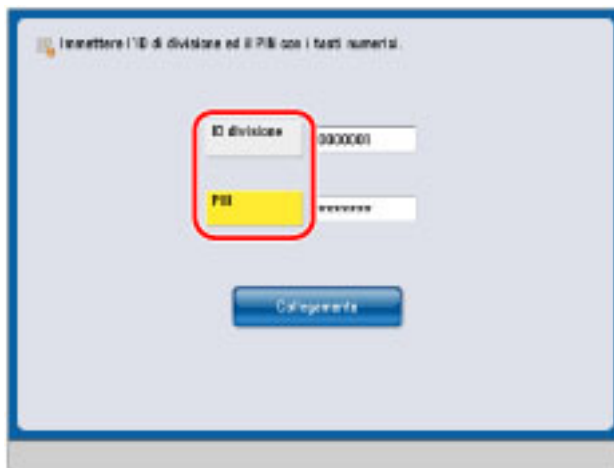 Immettere l'ID di divisione ed il PIN con i tasti numerici.
ID divisione
0000001
PIN
*******
Collegamento